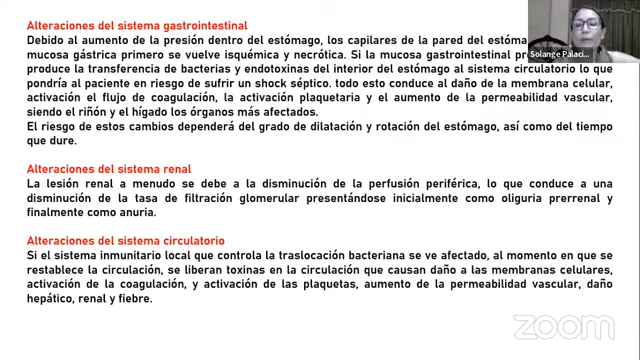 Alteraciones del sistema gastrointestinal
Debido al aumento de la presión dentro del estómago, los capilares de la pared del estóma
mucosa gástrica primero se vuelve isquémica y necrótica. Si la mucosa gastrointestinal pr
produce la transferencia de bacterias y endotoxinas del interior del estómago al sistema circulatorio lo que
pondría al paciente en riesgo de sufrir un shock séptico. todo esto conduce al daño de la membrana celular,
activación el flujo de coagulación, la activación plaquetaria y el aumento de la permeabilidad vascular,
siendo el riñón y el hígado los órganos más afectados.
El riesgo de estos cambios dependerá del grado de dilatación y rotación del estómago, así como del tiempo
que dure.
Alteraciones del sistema renal
La lesión renal a menudo se debe a la disminución de la perfusión periférica, lo que conduce a una
disminución de la tasa de filtración glomerular presentándose inicialmente como oliguria prerrenal y
finalmente como anuria.
Alteraciones del sistema circulatorio
Si el sistema inmunitario local que controla la traslocación bacteriana se ve afectado, al momento en que se
restablece la circulación, se liberan toxinas en la circulación que causan daño a las membranas celulares,
activación de la coagulación, y activación de las plaquetas, aumento de la permeabilidad vascular, daño
hepático, renal y fiebre.
Solange Palaci...
zoom